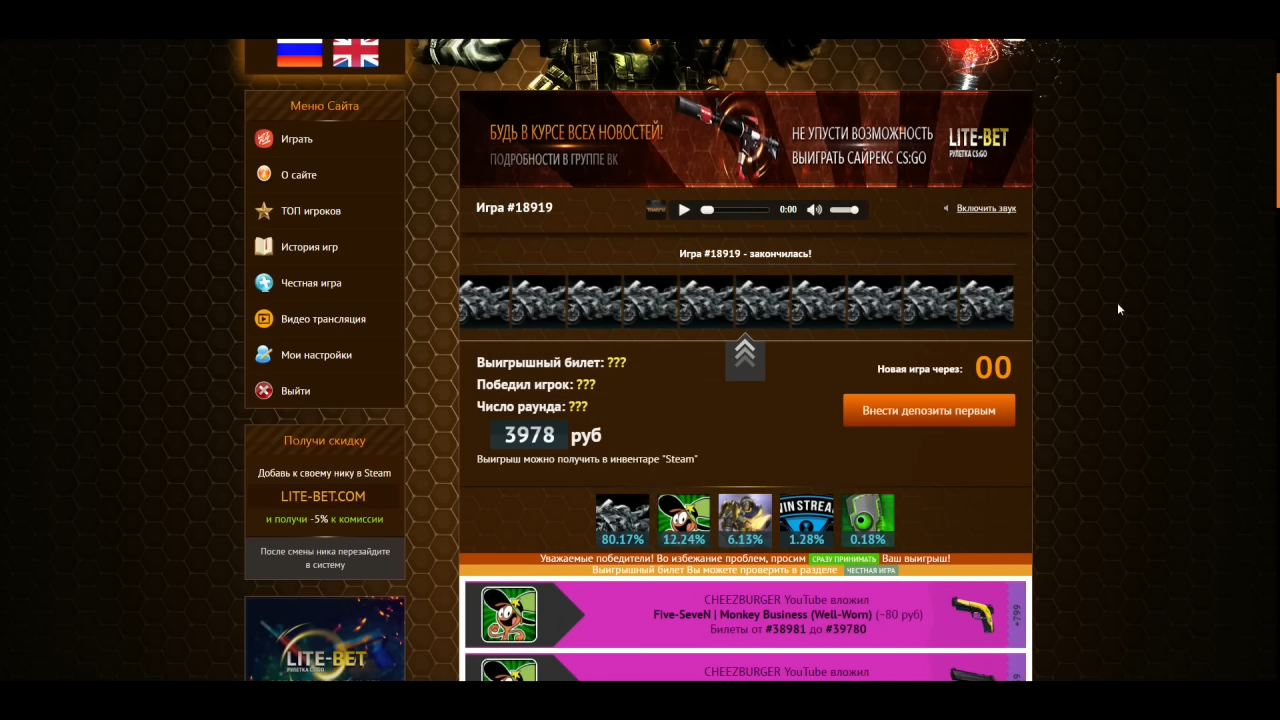 Меню Сайта
Играть
О сайте
ТОП игроков
История игр
Честная игра
Видео трансляция
Мои настройки
Выйти
Получи скидку
Добавь к своему нику в Steam
LITE-BET.COM
и получи -5% к комиссии
После смены ника перезайдите
в систему
LITE-BET
РУЛЕТКА CS:GO
БУДЬ В КУРСЕ ВСЕХ НОВОСТЕЙ!
ПОДРОБНОСТИ В ГРУППЕ ВК
НЕ УПУСТИ ВОЗМОЖНОСТЬ
ВЫИГРАТЬ САЙРЕКС CS:GO
LITE-BET
РУЛЕТКА CS:GO
Игра #18919
0:00
Включить звук
Игра #18919 - закончилась!
Выигрышный билет: ???
Победил игрок: ???
Число раунда: ???
3978 руб
Выигрыш можно получить в инвентаре "Steam"
Новая игра через: 00
Внести депозиты первым
WIN STREA
80.17% 12.24% 6.13% 1.28% 0.18%
Уважаемые победители! Во избежание проблем, просим СРАЗУ ПРИНИМАТЬ Ваш выигрыш!
Выигрышный билет Вы можете проверить в разделе ЧЕСТНАЯ ИГРА
CHEEZBURGER YouTube вложил
Five-SeveN | Monkey Business (Well-Worn) (~80 руб)
Билеты от #38981 до #39780
+799
CHEEZBURGER YouTube вложил